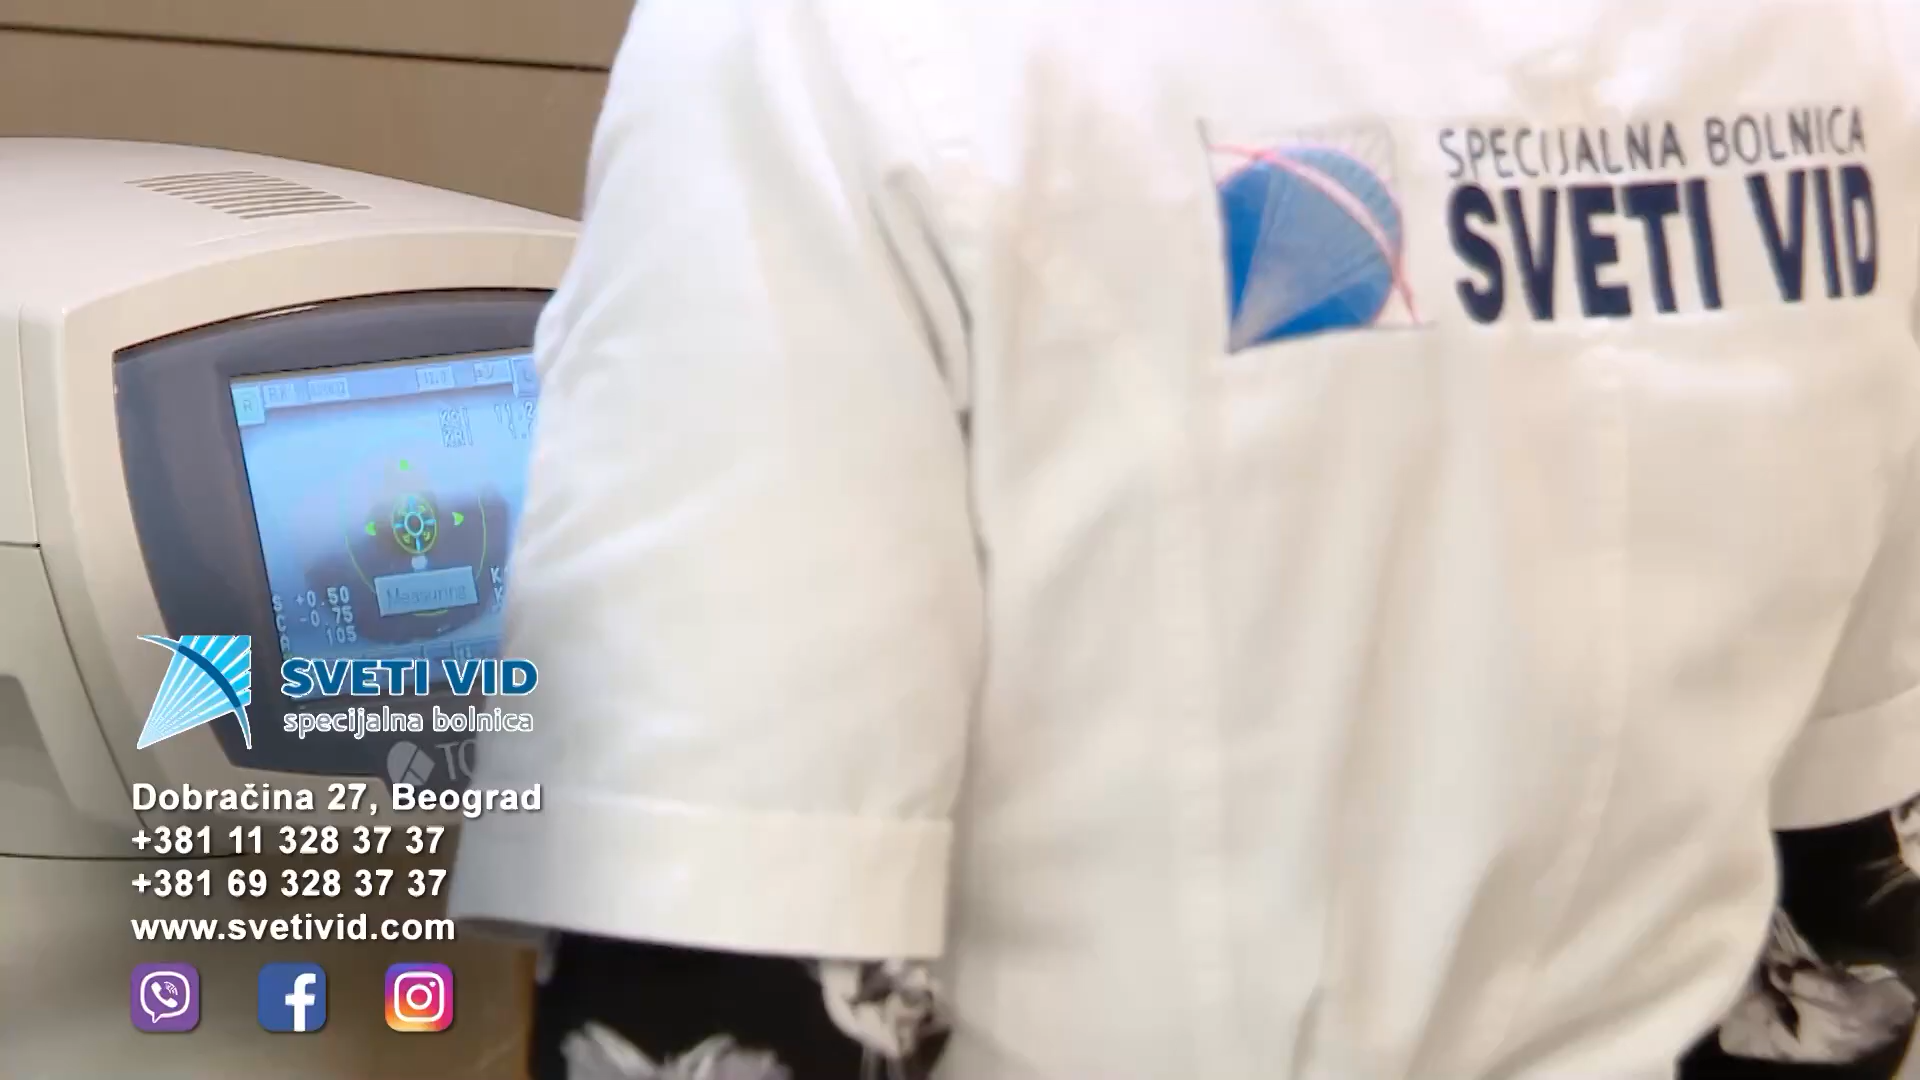 SPECIJALNA BOLNICA
SVETI VID
R
Measuring
S +0.50
C -0.75
A 105
SVETI VID
specijalna bolnica
Dobračina 27, Beograd
+381 11 328 37 37
+381 69 328 37 37
www.svetivid.com